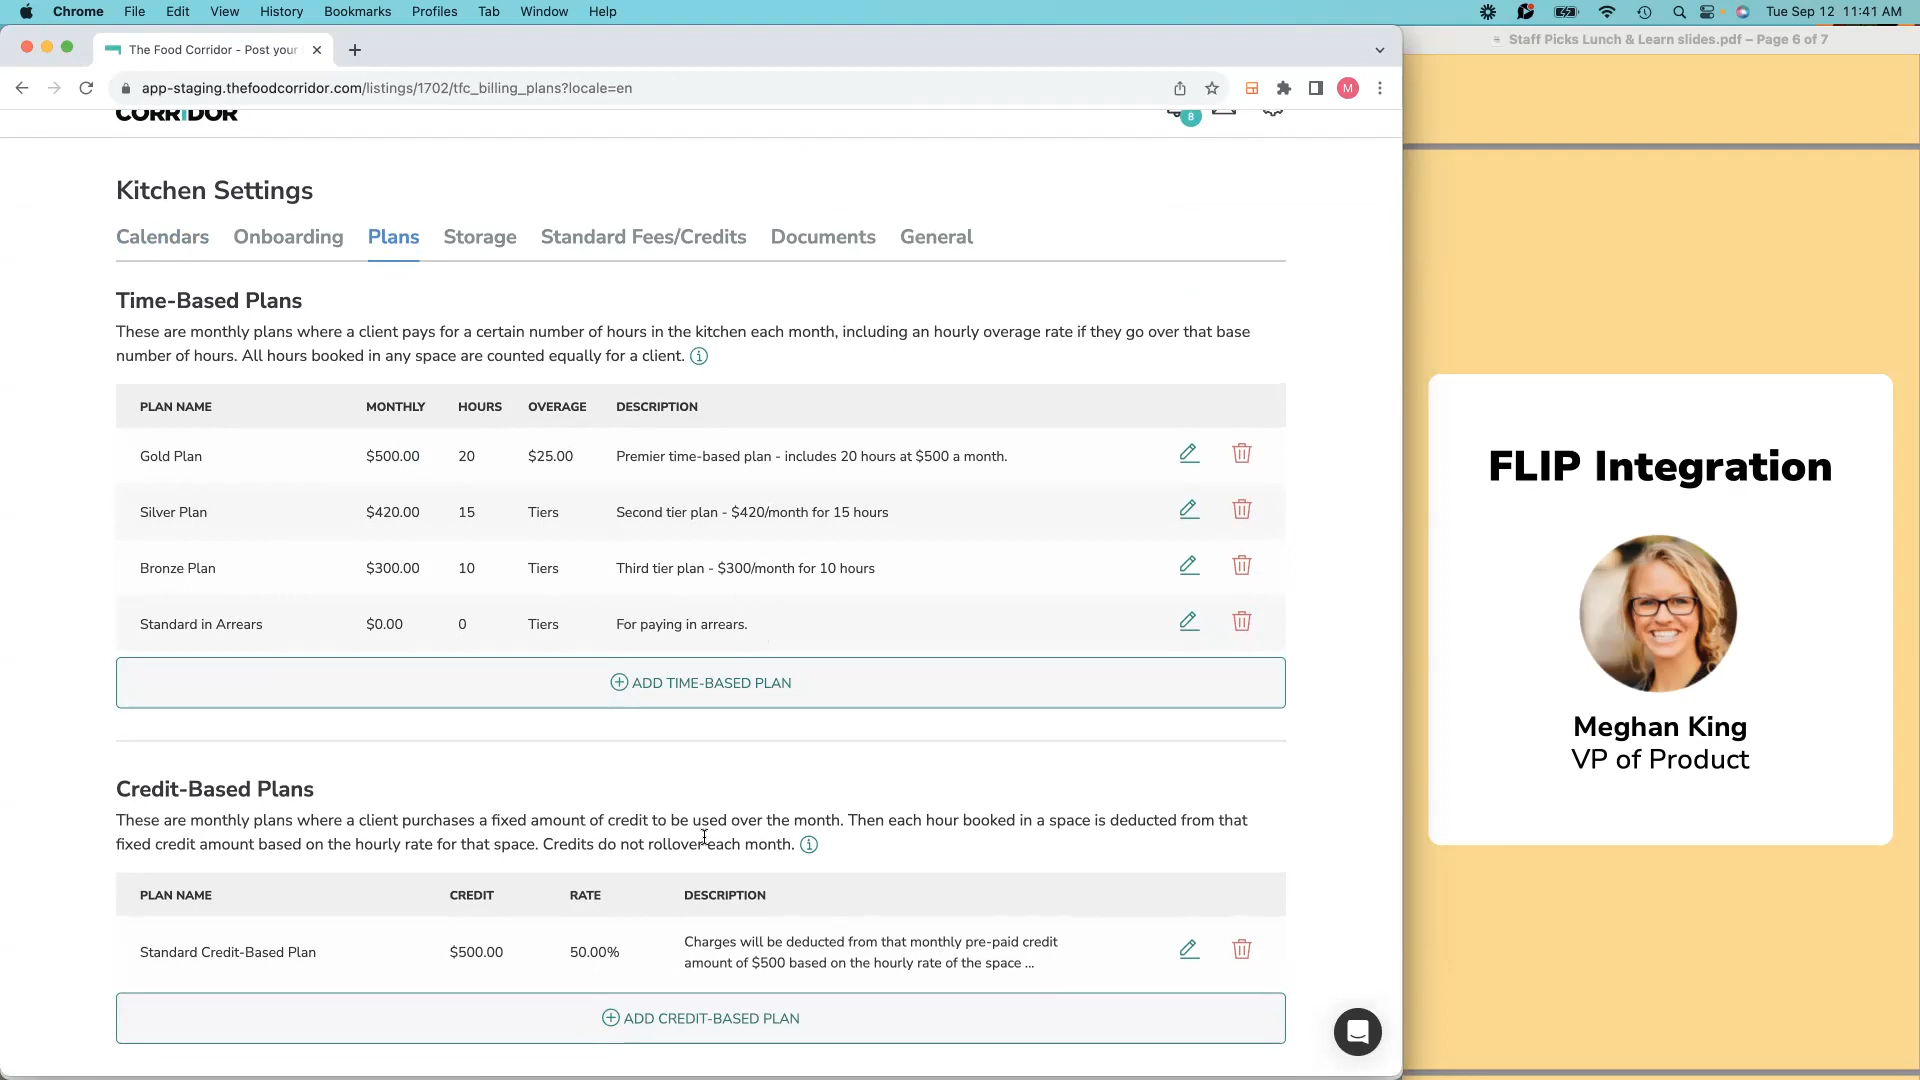 Chrome File Edit View History Bookmarks Profiles Tab Window Help
Tue Sep 12 11:41 AM
The Food Corridor - Post your
Staff Picks Lunch & Learn slides.pdf – Page 6 of 7
app-staging.thefoodcorridor.com/listings/1702/tfc_billing_plans?locale=en
M
CORRIDOR
8
Kitchen Settings
Calendars Onboarding Plans Storage Standard Fees/Credits Documents General
Time-Based Plans
These are monthly plans where a client pays for a certain number of hours in the kitchen each month, including an hourly overage rate if they go over that base
number of hours. All hours booked in any space are counted equally for a client.
PLAN NAME MONTHLY HOURS OVERAGE DESCRIPTION
Gold Plan $500.00 20 $25.00 Premier time-based plan - includes 20 hours at $500 a month.
Silver Plan $420.00 15 Tiers Second tier plan - $420/month for 15 hours
Bronze Plan $300.00 10 Tiers Third tier plan - $300/month for 10 hours
Standard in Arrears $0.00 0 Tiers For paying in arrears.
ADD TIME-BASED PLAN
Credit-Based Plans
These are monthly plans where a client purchases a fixed amount of credit to be used over the month. Then each hour booked in a space is deducted from that
fixed credit amount based on the hourly rate for that space. Credits do not rollover each month.
PLAN NAME CREDIT RATE DESCRIPTION
Standard Credit-Based Plan $500.00 50.00% Charges will be deducted from that monthly pre-paid credit
amount of $500 based on the hourly rate of the space ...
ADD CREDIT-BASED PLAN
FLIP Integration
Meghan King
VP of Product